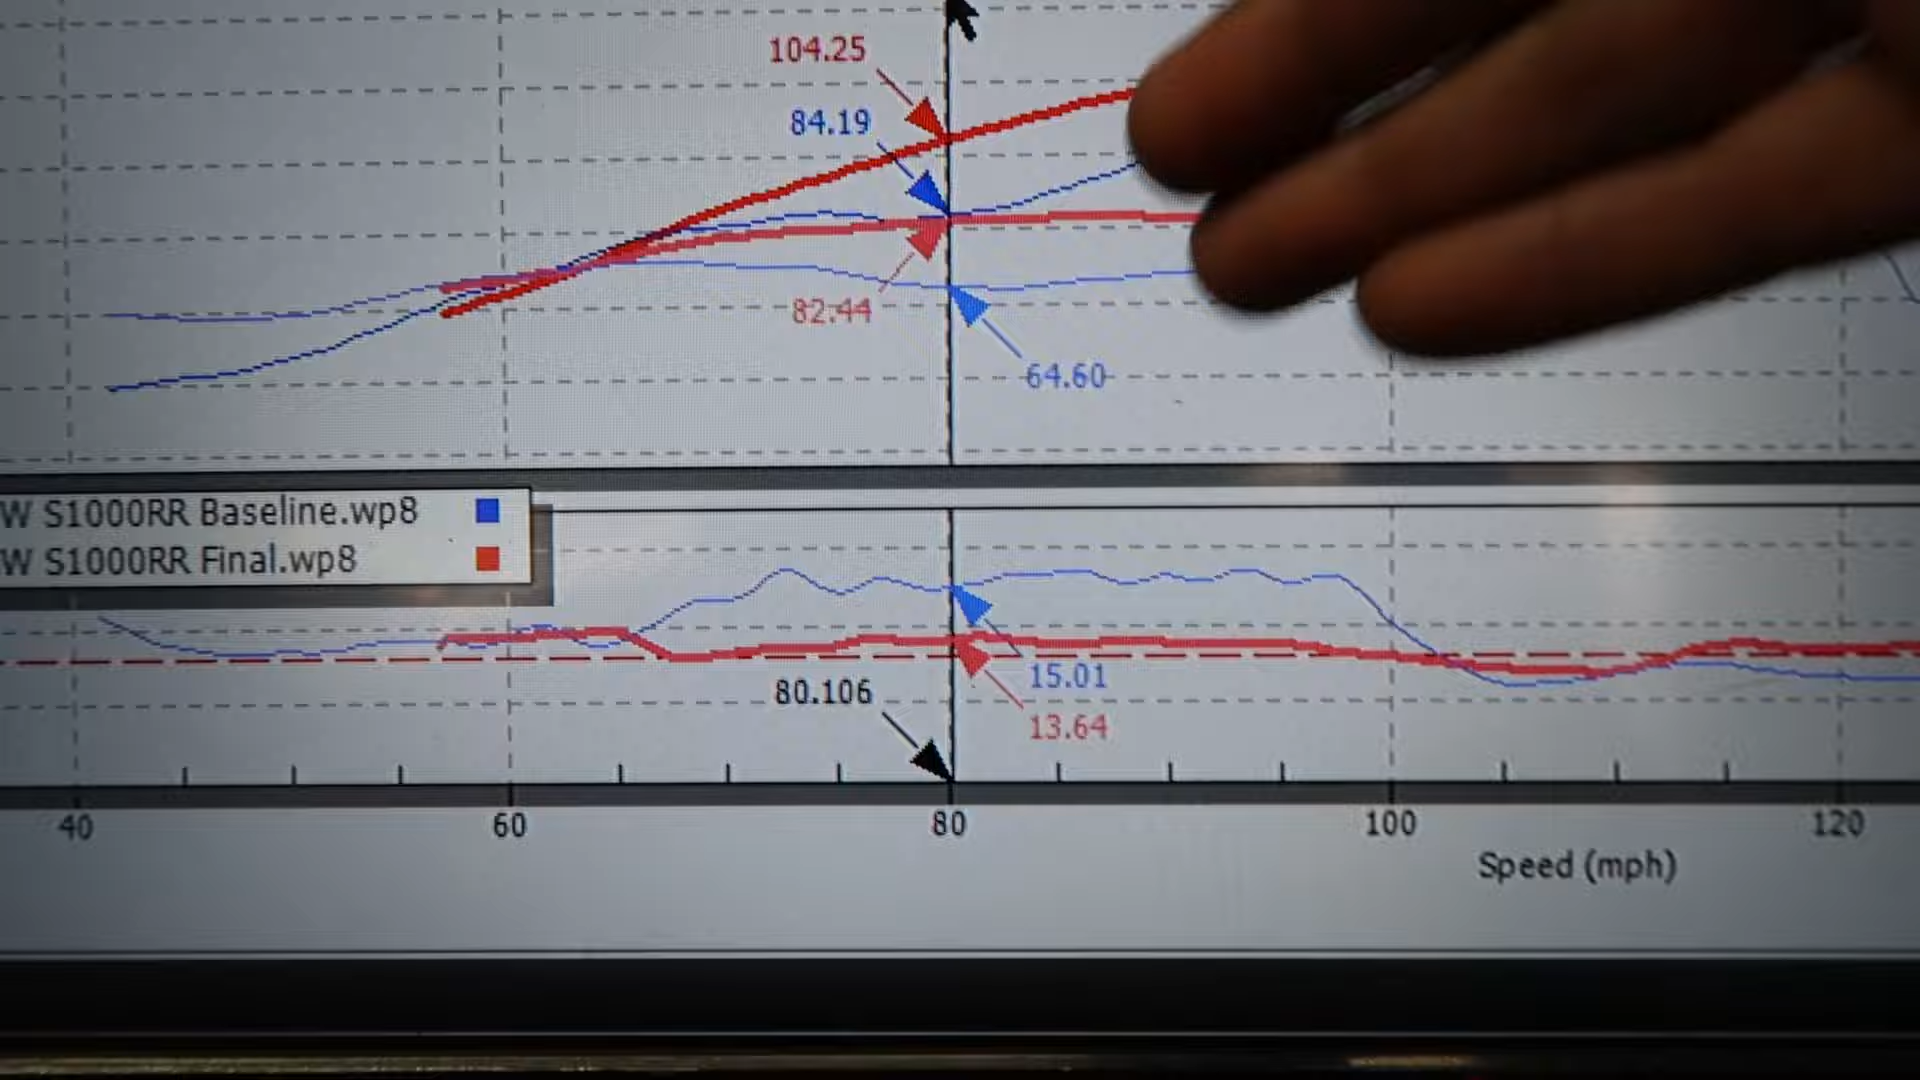 104.25
84.19
82.44
64.60
W S1000RR Baseline.wp8
W S1000RR Final.wp8
15.01
80.106
13.64
40 60 80 100 120
Speed (mph)